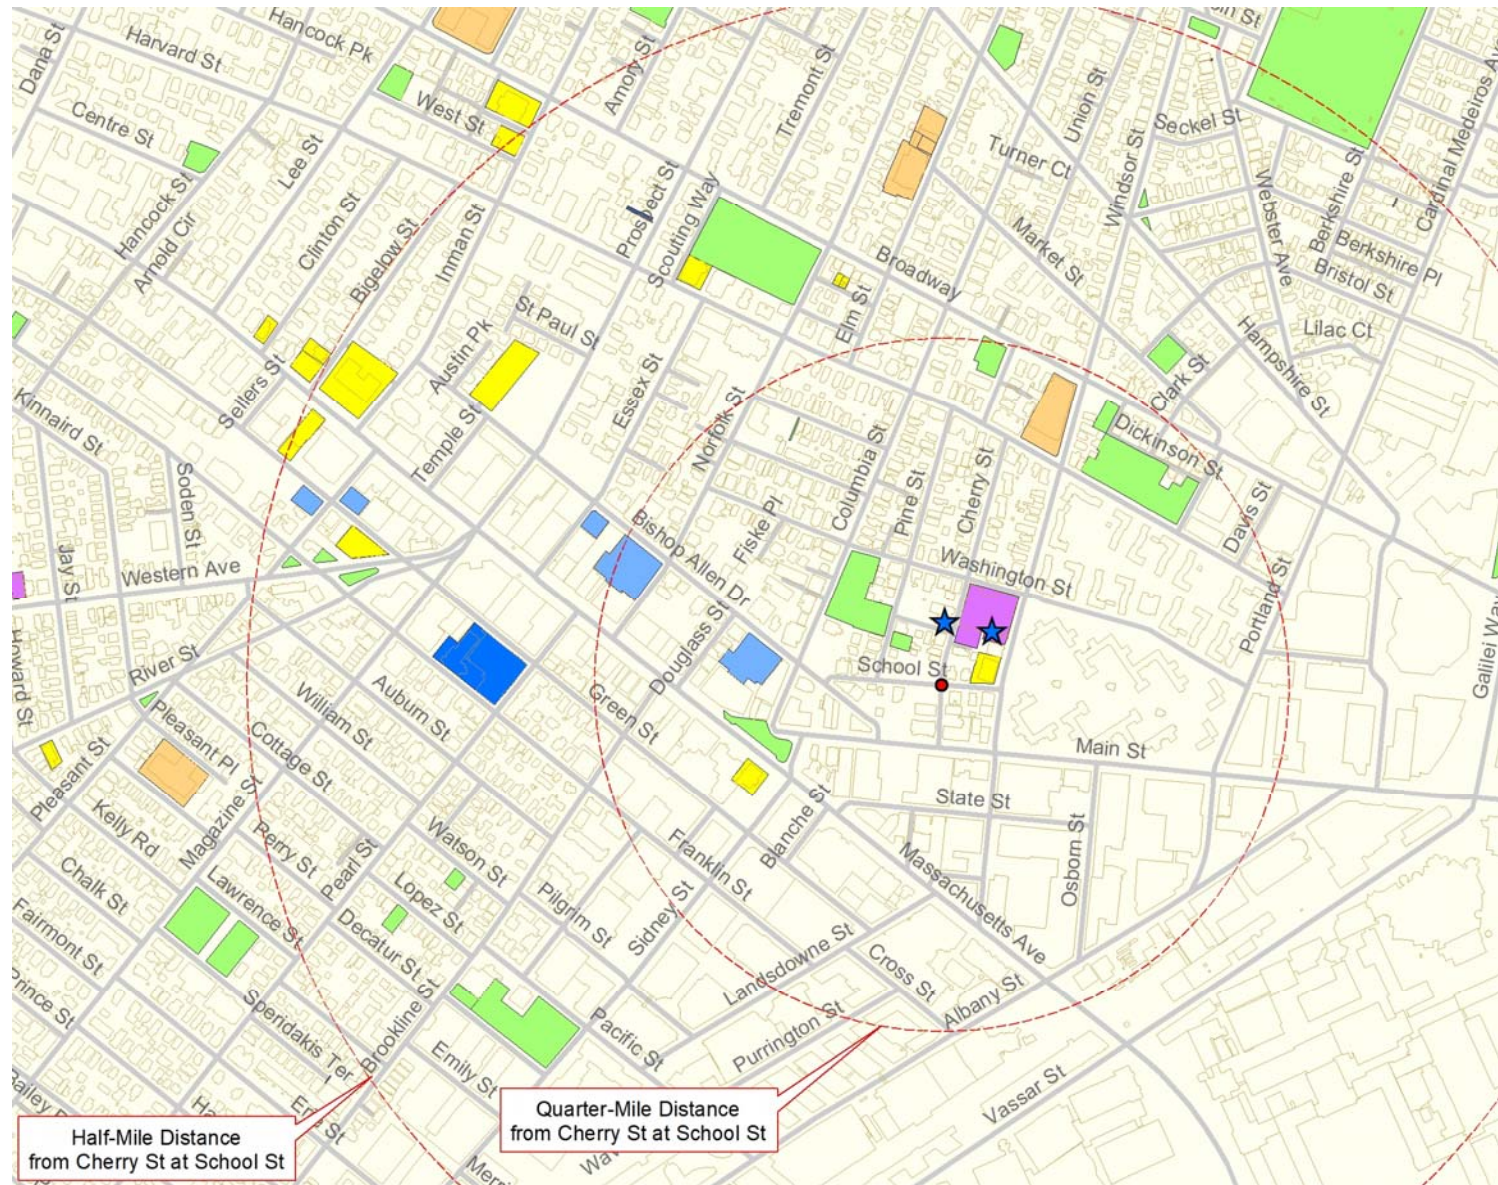 Dana St
Harvard St
Hancock Pk
Centre St
West St
Amory St
Tremont St
Union St
Seckel St
Turner Ct
Windsor St
Cardinal Medeiros Ave
Lee St
Hancock St
Arnold Cir
Clinton St
Bigelow St
Inman St
Prospect St
Scouting Way
Market St
Webster Ave
Berkshire St
Berkshire Pl
Bristol St
Broadway
Elm St
St Paul St
Austin Pk
Lilac Ct
Hampshire St
Clark St
Sellers St
Kinnaird St
Essex St
Temple St
Norfolk St
Dickinson St
Columbia St
Pine St
Cherry St
Davis St
Soden St
Jay St
Western Ave
Bishop Allen Dr
Fiske Pl
Washington St
Portland St
Galilei Way
Howard St
River St
Douglass St
School St
Auburn St
William St
Green St
Pleasant Pl
Cottage St
Pleasant St
Main St
Kelly Rd
Magazine St
Perry St
Pearl St
Watson St
Blanche St
State St
Osborn St
Massachusetts Ave
Franklin St
Chalk St
Lawrence St
Lopez St
Pilgrim St
Sidney St
Fairmont St
Decatur St
Landsdowne St
Cross St
Albany St
Prince St
Speridakis Ter
Brookline St
Pacific St
Purrington St
Emily St
Vassar St
Erie St
Half-Mile Distance
from Cherry St at School St
Quarter-Mile Distance
from Cherry St at School St